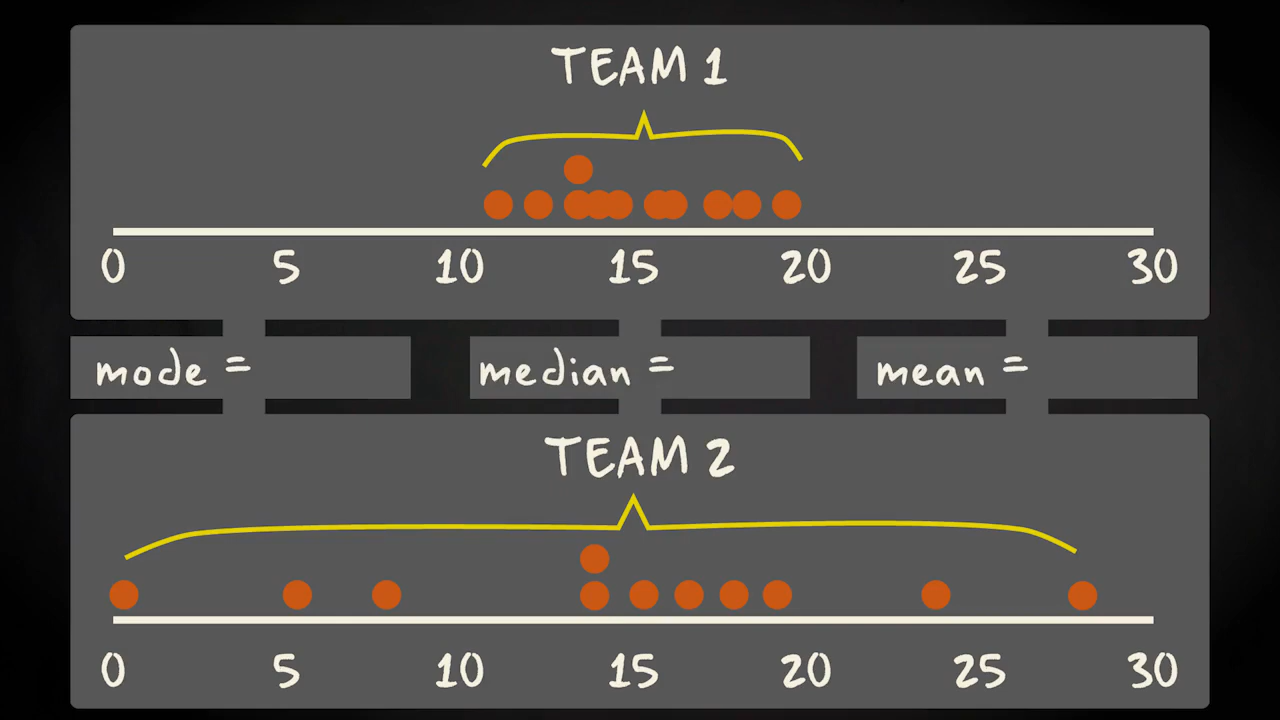 TEAM 1
0 5 10 15 20 25 30
mode = median = mean =
TEAM 2
0 5 10 15 20 25 30